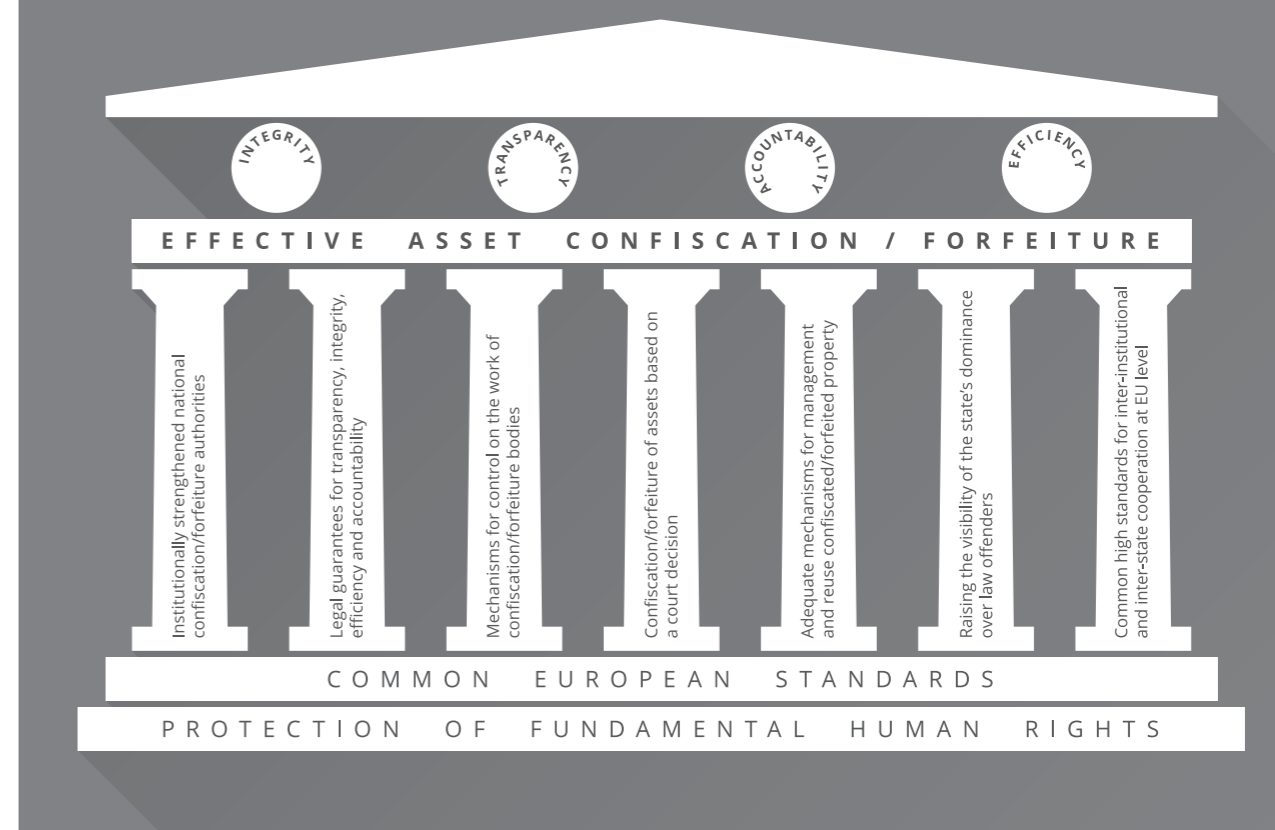 INTEGRITY
TRANSPARENCY
ACCOUNTABILITY
EFFICIENCY
EFFECTIVE ASSET CONFISCATION / FORFEITURE
Institutionally strengthened national
confiscation/forfeiture authorities
Legal guarantees for transparency, integrity,
efficiency and accountability
Mechanisms for control on the work of
confiscation/forfeiture bodies
Confiscation/forfeiture of assets based on
a court decision
Adequate mechanisms for management
and reuse confiscated/forfeited property
Raising the visibility of the state's dominance
over law offenders
Common high standards for inter-institutional
and inter-state cooperation at EU level
COMMON EUROPEAN STANDARDS
PROTECTION OF FUNDAMENTAL HUMAN RIGHTS